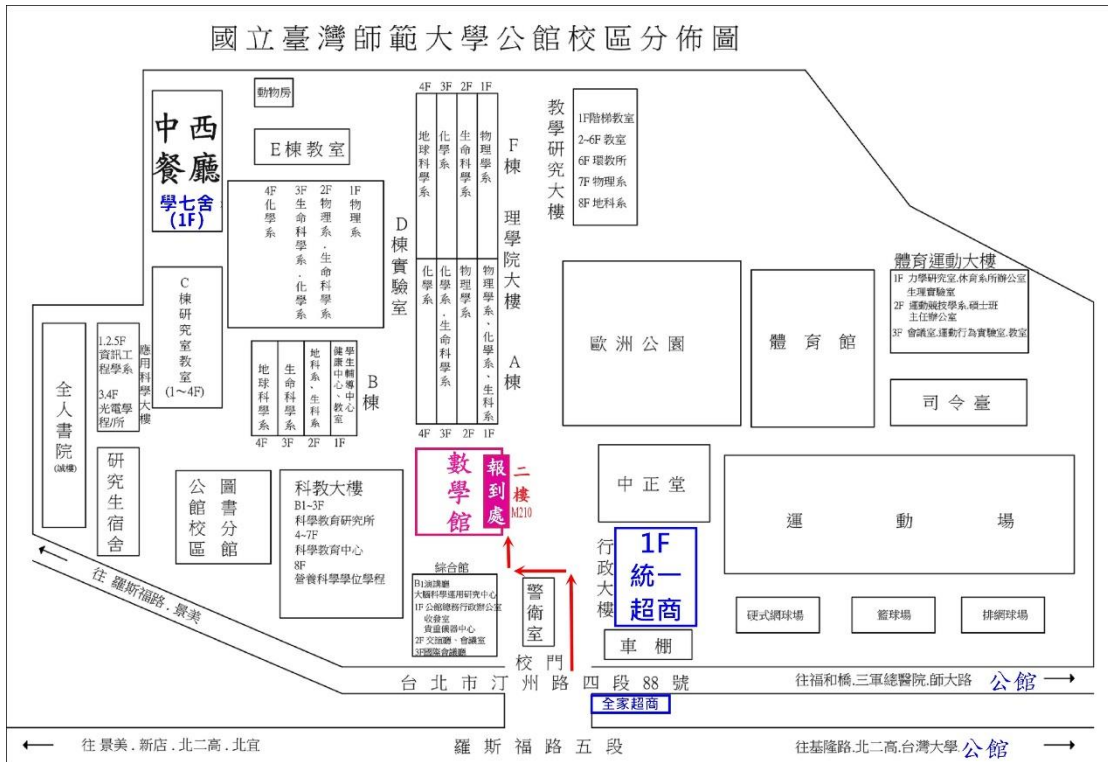 國立臺灣師範大學公館校區分佈圖
中西
餐廳
學七舍
(1F)
動物房
E棟教室
4F化學系
3F生命科學系.化學系
2F物理系.生命科學系
1F物理系
D棟實驗室
4F 3F 2F 1F
地球科學系
化學系
生命科學系
物理學系
F棟
理學院大樓
A棟
化學系
化學系.生命科學系
物理學系
物理學系、化學系、生科系
4F 3F 2F 1F
教學研究大樓
1F階梯教室
2~6F 教室
6F 環教所
7F 物理系
8F 地科系
歐洲公園
體育館
體育運動大樓
1F 力學研究室.休育系所辦公室
生理實驗室
2F 運動競技學系.碩士班
主任辦公室
3F 會議室.運動行為實驗室.教室
司令臺
C棟研究室教室
(1～4F)
全人書院
(誠樓)
1.2.5F
資訊工
程學系
3.4F
光電學
程/所
應用科學大樓
地球科學系
生命科學系
地科系、生科系
學生輔導中心
健康中心、教室
B棟
4F 3F 2F 1F
研究生宿舍
公館校區
圖書分館
科教大樓
B1~3F
科學教育研究所
4~7F
科學教育中心
8F
營養科學學位學程
數學館
報到處
二樓
M210
中正堂
行政大樓
1F
統一
超商
運動場
綜合館
B1演講廳
大腦科學運用研究中心
1F 公館總務行政辦公室
收發室
貴重儀器中心
2F 交誼廳、會議室
3F國際會議廳
警衛室
車棚
硬式網球場
籃球場
排網球場
校門
往 羅斯福路.景美
台北市汀州路四段88號
往福和橋.三軍總醫院.師大路 公館
全家超商
往 景美.新店.北二高.北宜
羅斯福路五段
往基隆路.北二高.台灣大學.公館